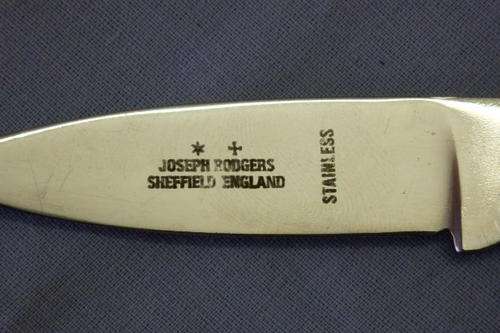 JOSEPH RODGERS
SHEFFIELD ENGLAND
STAINLESS